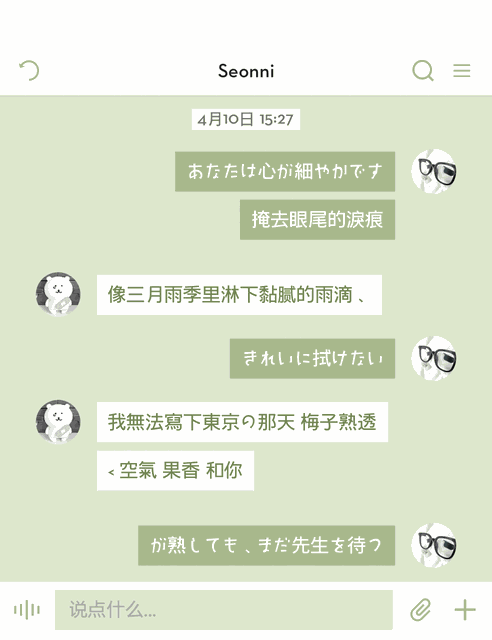 Seonni
4月10日 15:27
あなたは心が細やかです
掩去眼尾的淚痕
像三月雨季里淋下黏膩的雨滴、
きれいに拭けない
我無法寫下東京の那天 梅子熟透
< 空氣 果香 和你
が熟しても、まだ先生を待つ
说点什么...